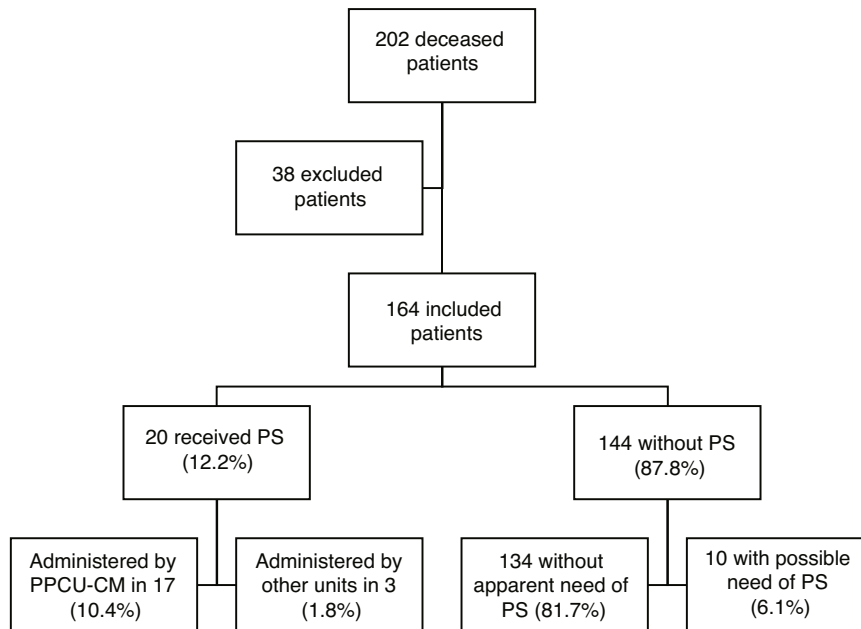 202 deceased
patients
38 excluded
patients
164 included
patients
20 received PS
(12.2%)
144 without PS
(87.8%)
Administered by
PPCU-CM in 17
(10.4%)
Administered by
other units in 3
(1.8%)
134 without
apparent need of
PS (81.7%)
10 with possible
need of PS
(6.1%)